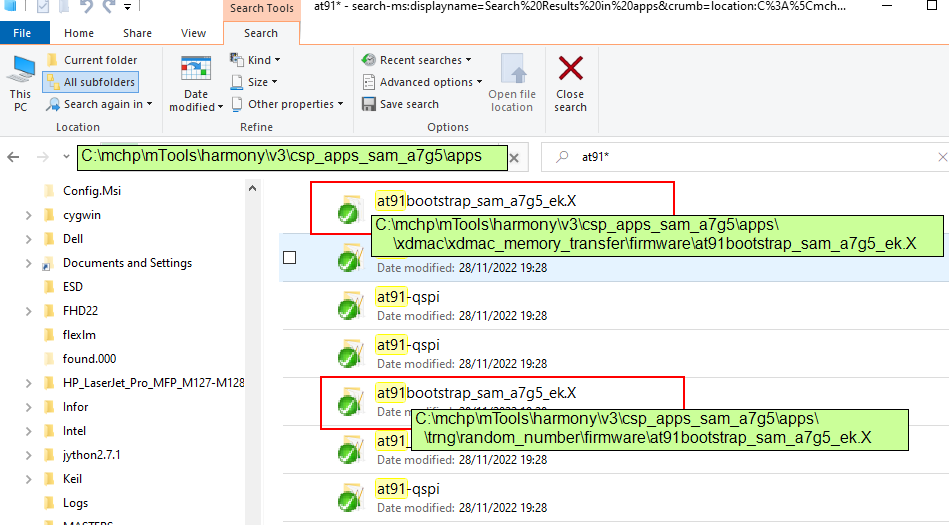 Search Tools
at91* - search-ms:displayname=Search%20Results%20in%20apps&crumb=location:C%3A%5Cmch...
File
Home
Share
View
Search
This PC
Current folder
All subfolders
Search again in
Location
Date modified
Kind
Size
Other properties
Refine
Recent searches
Advanced options
Save search
Options
Open file location
Close search
C:\mchp\mTools\harmony\v3\csp_apps_sam_a7g5\apps
at91*
Config.Msi
cygwin
Dell
Documents and Settings
ESD
FHD22
flexlm
found.000
HP_LaserJet_Pro_MFP_M127-M128
Infor
Intel
jython2.7.1
Keil
Logs
at91bootstrap_sam_a7g5_ek.X
C:\mchp\mTools\harmony\v3\csp_apps_sam_a7g5\apps\
\xdmac\xdmac_memory_transfer\firmware\at91bootstrap_sam_a7g5_ek.X
Date modified: 28/11/2022 19:28
at91-qspi
Date modified: 28/11/2022 19:28
at91-qspi
Date modified: 28/11/2022 19:28
at91bootstrap_sam_a7g5_ek.X
C:\mchp\mTools\harmony\v3\csp_apps_sam_a7g5\apps\
\trng\random_number\firmware\at91bootstrap_sam_a7g5_ek.X
at91
Date modified: 28/11/2022 19:28
at91-qspi
Date modified: 28/11/2022 19:28